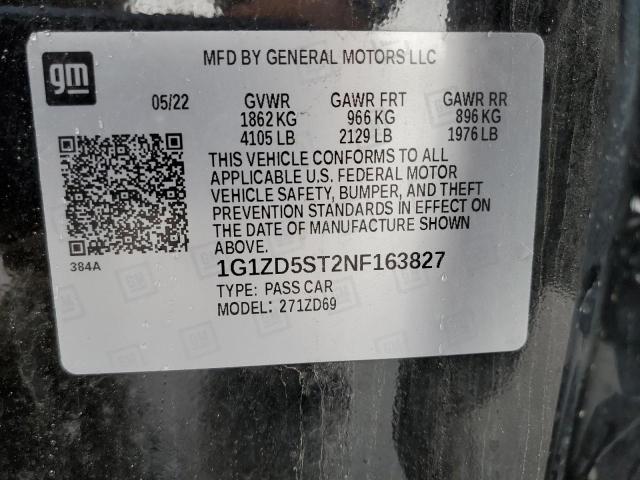 gm
MFD BY GENERAL MOTORS LLC
05/22 GVWR GAWR FRT GAWR RR
1862 KG 966 KG 896 KG
4105 LB 2129 LB 1976 LB
THIS VEHICLE CONFORMS TO ALL
APPLICABLE U.S. FEDERAL MOTOR
VEHICLE SAFETY, BUMPER, AND THEFT
PREVENTION STANDARDS IN EFFECT ON
THE DATE OF MANUFACTURE SHOWN
ABOVE.
384A
1G1ZD5ST2NF163827
TYPE: PASS CAR
MODEL: 271ZD69